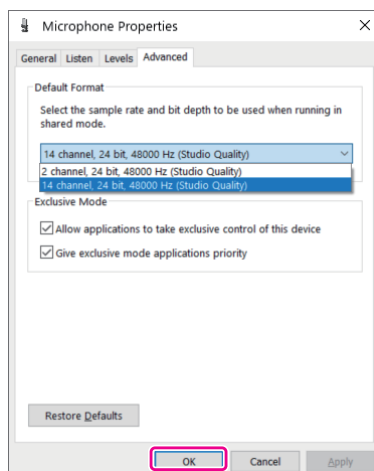 Microphone Properties
General Listen Levels Advanced
Default Format
Select the sample rate and bit depth to be used when running in
shared mode.
14 channel, 24 bit, 48000 Hz (Studio Quality)
2 channel, 24 bit, 48000 Hz (Studio Quality)
14 channel, 24 bit, 48000 Hz (Studio Quality)
Exclusive Mode
Allow applications to take exclusive control of this device
Give exclusive mode applications priority
Restore Defaults
OK Cancel Apply